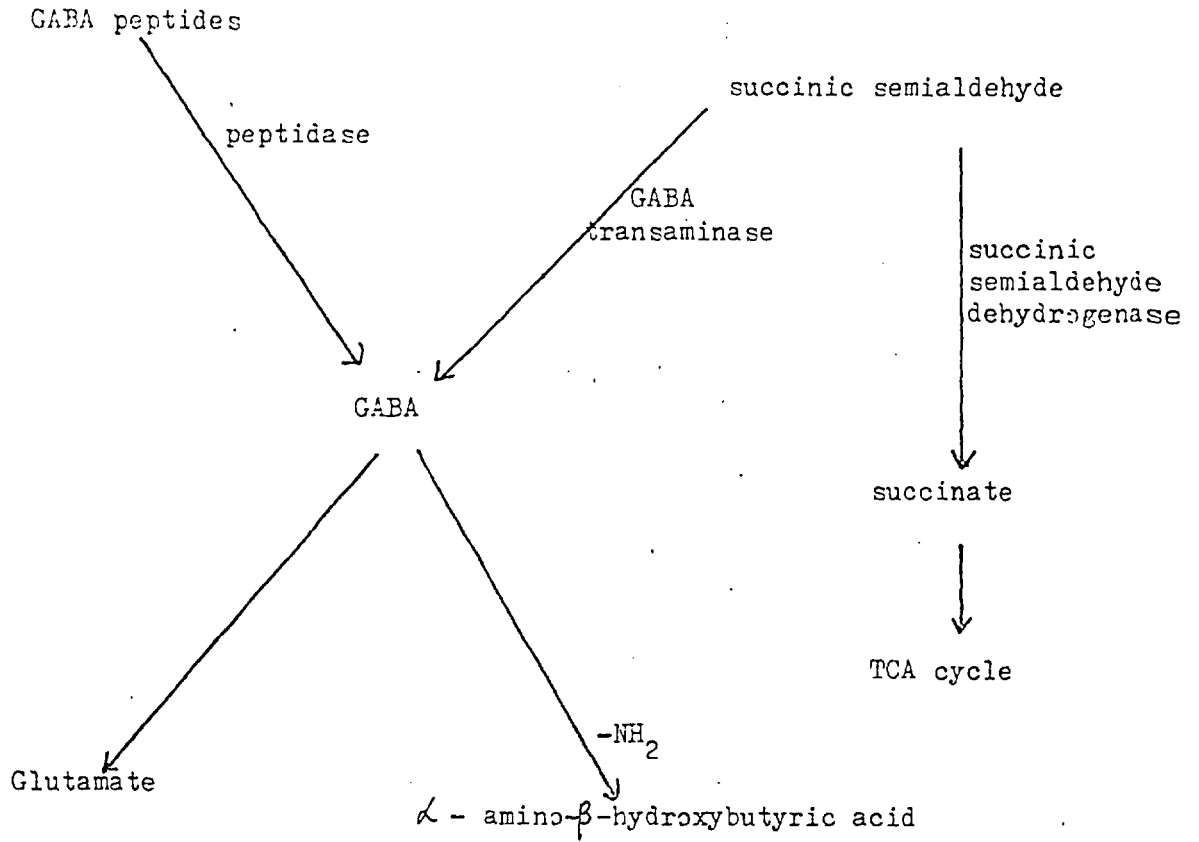 GABA peptides
succinic semialdehyde
peptidase
GABA
transaminase
succinic
semialdehyde
dehydrogenase
GABA
succinate
TCA cycle
-NH2
Glutamate
α - amino-β-hydroxybutyric acid